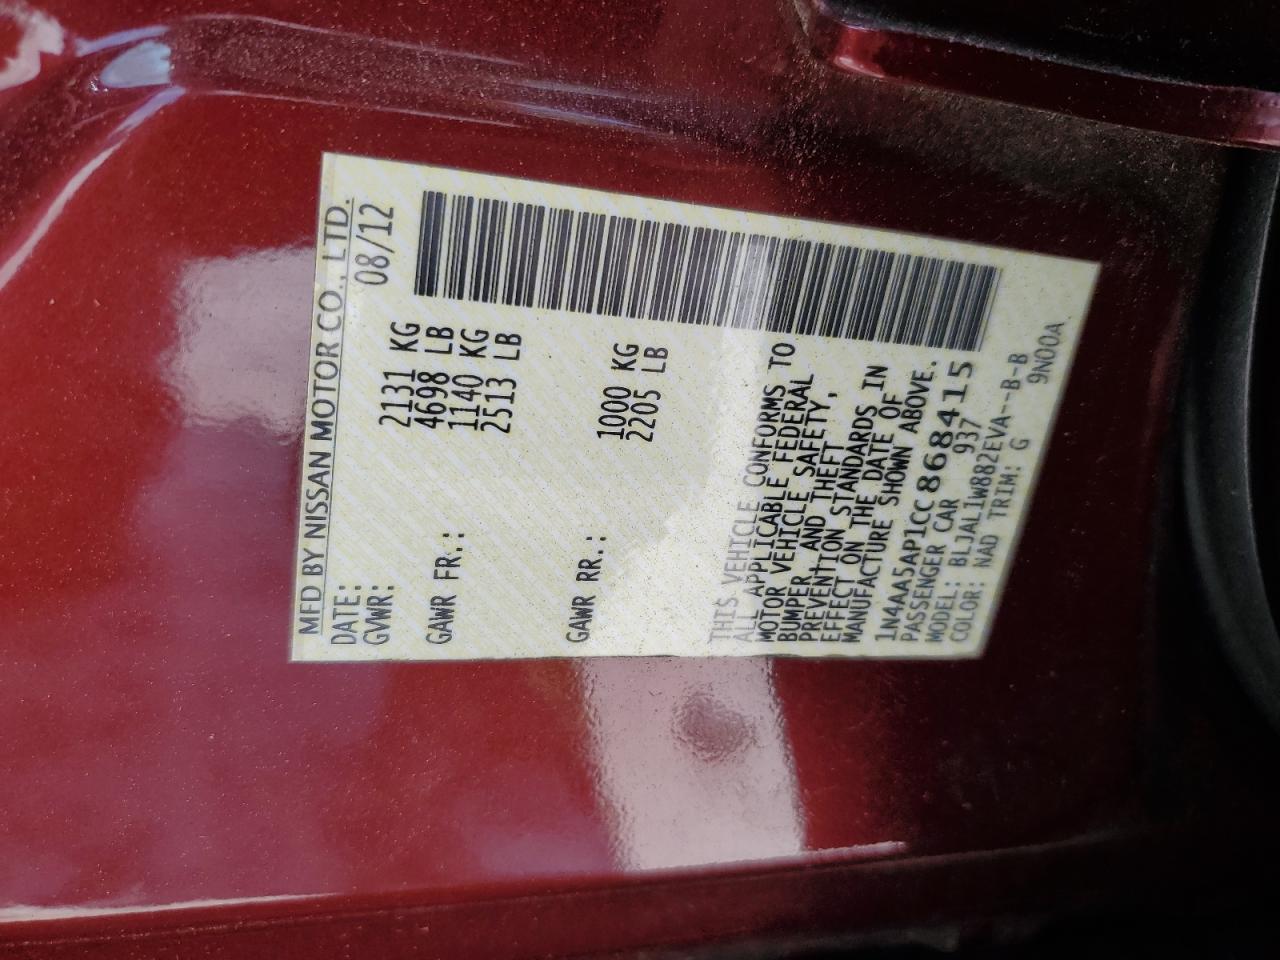 MFD BY NISSAN MOTOR CO., LTD.
DATE: 08/12
GVWR: 2131 KG
4698 LB
GAWR FR.: 1140 KG
2513 LB
GAWR RR.: 1000 KG
2205 LB
THIS VEHICLE CONFORMS TO
ALL APPLICABLE FEDERAL
MOTOR VEHICLE SAFETY,
BUMPER AND THEFT
PREVENTION STANDARDS IN
EFFECT ON THE DATE OF
MANUFACTURE SHOWN ABOVE.
1N4AA5AP1CC868415
PASSENGER CAR 937
MODEL: BLJAL1W882EVA--B-B
COLOR: NAD TRIM: G 9N00A